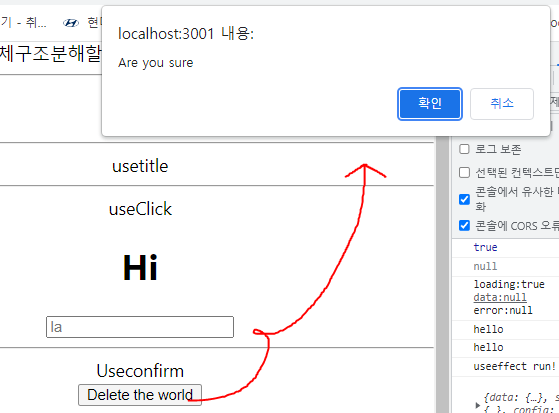 기 - 취...
현
localhost:3001 내용:
체구조분해할
Are you sure
확인
취소
usetitle
useClick
Hi
la
Useconfirm
Delete the world
로그 보존
선택된 컨텍스트만
콘솔에서 유사한
화
콘솔에 CORS 오류
true
null
loading:true
data:null
error:null
hello
hello
useeffect run!
{data: {…}, s
config: